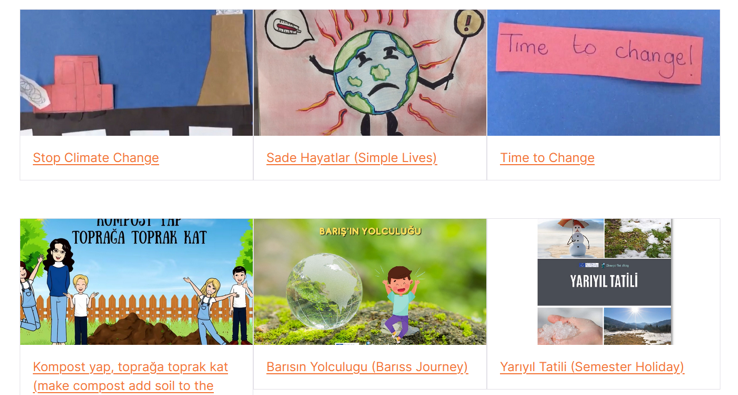 Time to change!
Stop Climate Change
Sade Hayatlar (Simple Lives)
Time to Change
KOMPOST YAP
TOPRAĞA TOPRAK KAT
BARIŞ'IN YOLCULUĞU
YARIYIL TATİLİ
Kompost yap, toprağa toprak kat
(make compost add soil to the
Barısın Yolculugu (Barıss Journey)
Yarıyıl Tatili (Semester Holiday)